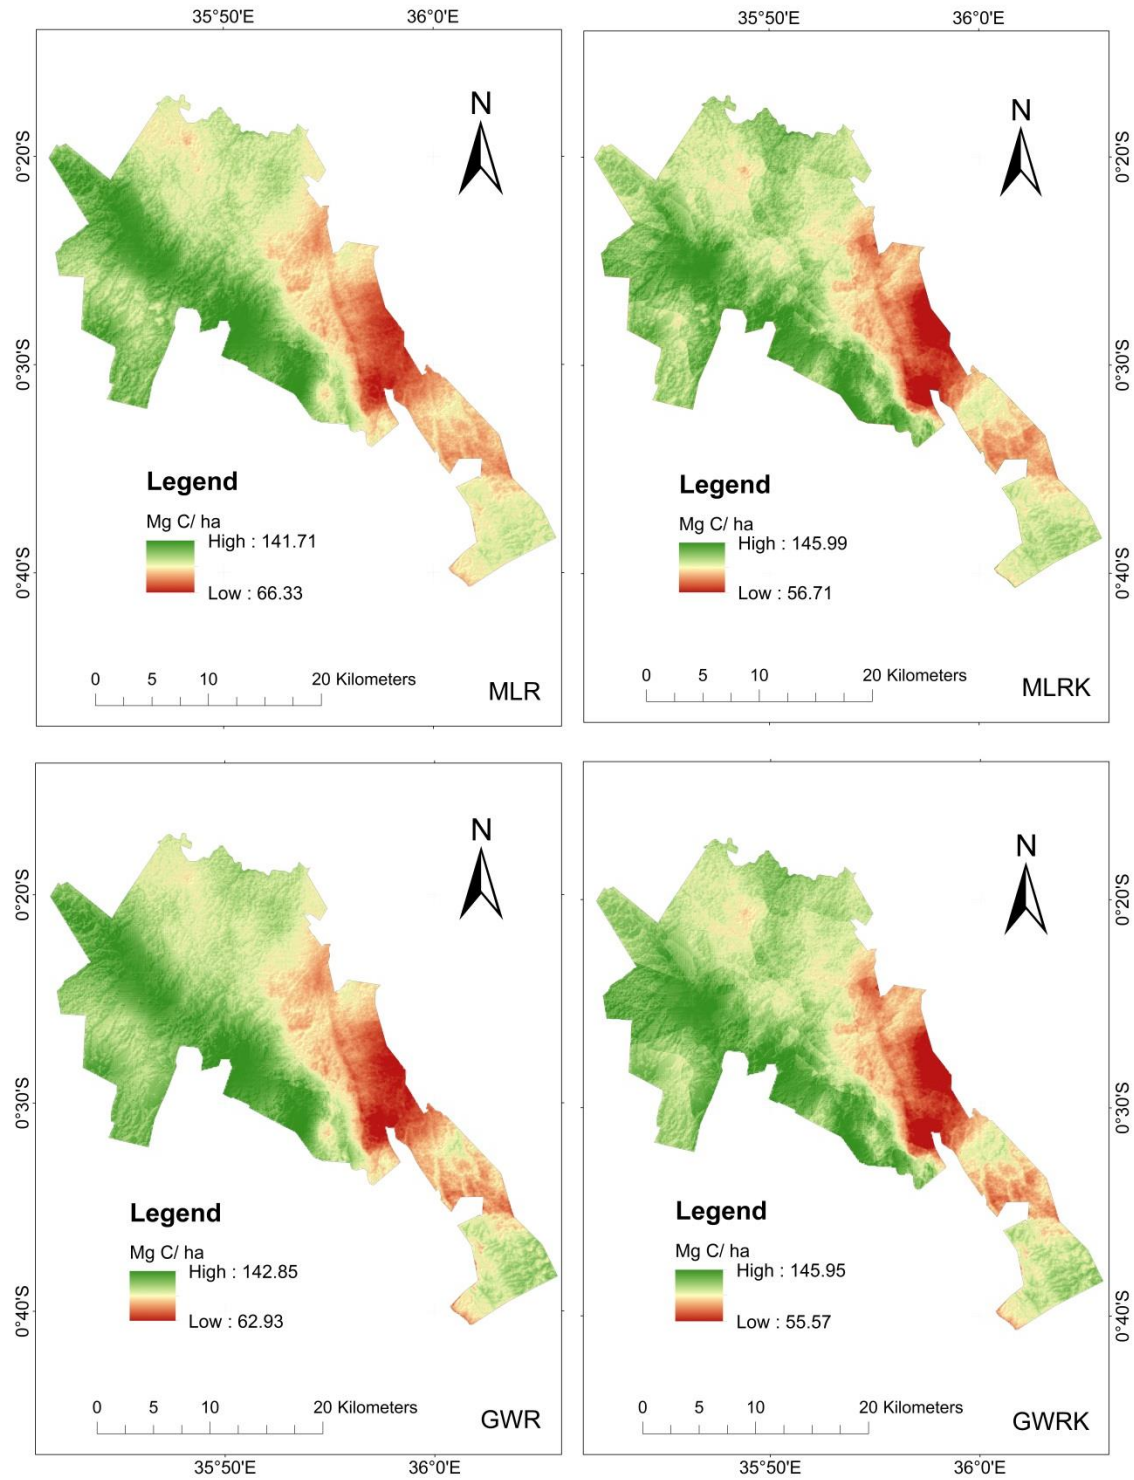 35°50'E 36°0'E 35°50'E 36°0'E
N N
0°20'S 0°20'S
0°30'S 0°30'S
Legend Legend
Mg C/ ha Mg C/ ha
High : 141.71 High : 145.99
0°40'S 0°40'S
Low : 66.33 Low : 56.71
0 5 10 20 Kilometers 0 5 10 20 Kilometers
MLR MLRK
N N
0°20'S 0°20'S
0°30'S 0°30'S
Legend Legend
Mg C/ ha Mg C/ ha
High : 142.85 High : 145.95
0°40'S 0°40'S
Low : 62.93 Low : 55.57
0 5 10 20 Kilometers 0 5 10 20 Kilometers
GWR GWRK
35°50'E 36°0'E 35°50'E 36°0'E